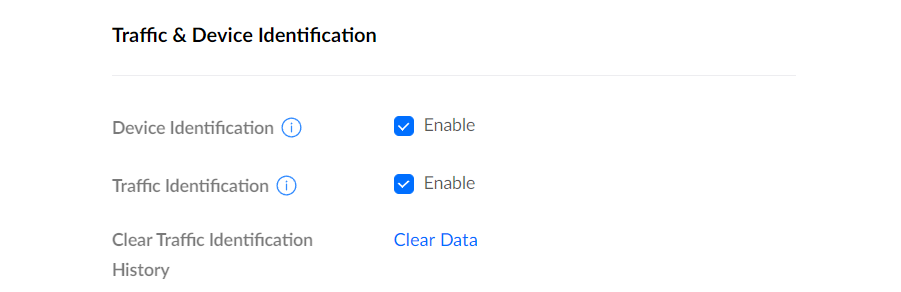 Traffic & Device Identification
Device Identification Enable
Traffic Identification Enable
Clear Traffic Identification Clear Data
History